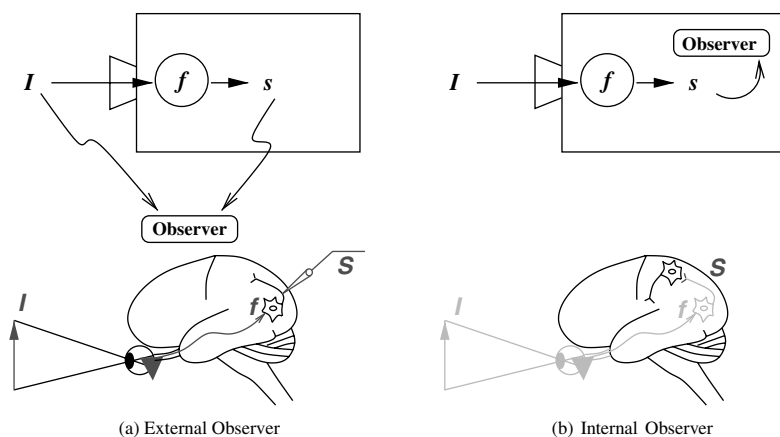 I
f
s
Observer
I
f
s
Observer
I
f
S
I
f
S
(a) External Observer
(b) Internal Observer